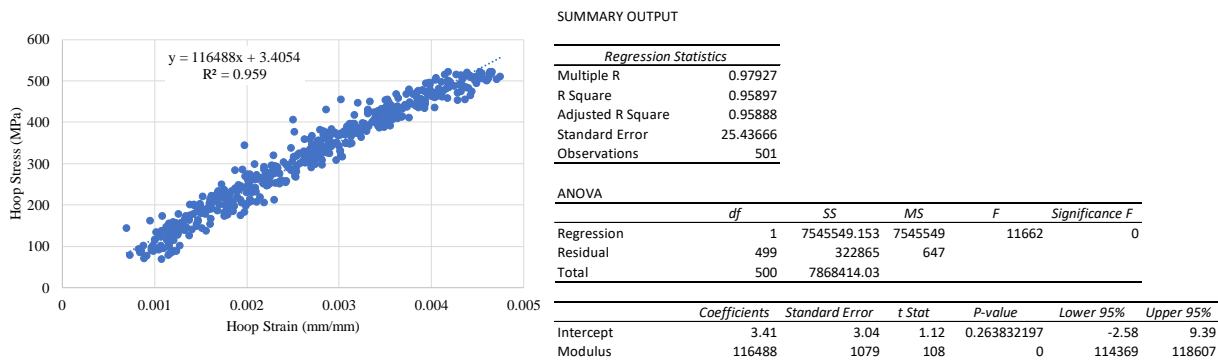 y = 116488x + 3.4054
R² = 0.959
600
500
400
300
200
100
0
Hoop Stress (MPa)
0 0.001 0.002 0.003 0.004 0.005
Hoop Strain (mm/mm)
SUMMARY OUTPUT
Regression Statistics
Multiple R 0.97927
R Square 0.95897
Adjusted R Square 0.95888
Standard Error 25.43666
Observations 501
ANOVA
df SS MS F Significance F
Regression 1 7545549.153 7545549 11662 0
Residual 499 322865 647
Total 500 7868414.03
Coefficients Standard Error t Stat P-value Lower 95% Upper 95%
Intercept 3.41 3.04 1.12 0.263832197 -2.58 9.39
Modulus 116488 1079 108 0 114369 118607